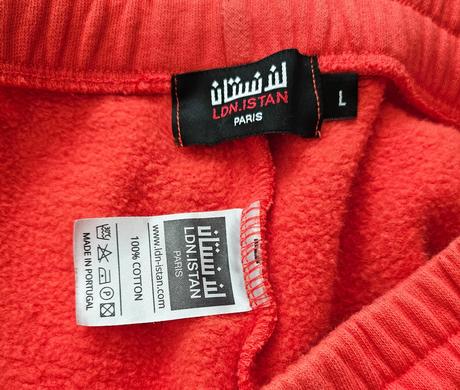 لندنستان
LDN.ISTAN
PARIS
L
لندنستان
LDN.ISTAN
PARIS
www.ldn-istan.com
100% COTTON
MADE IN PORTUGAL